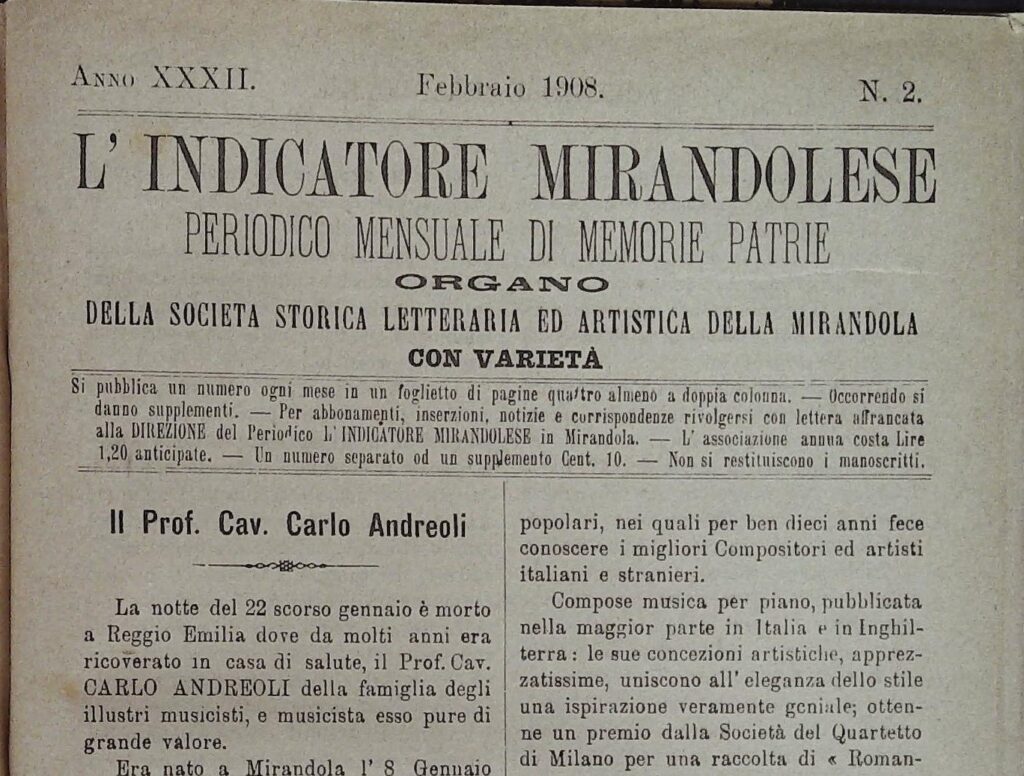 ANNO XXXII.
Febbraio 1908.
N. 2.
L' INDICATORE MIRANDOLESE
PERIODICO MENSUALE DI MEMORIE PATRIE
ORGANO
DELLA SOCIETA STORICA LETTERARIA ED ARTISTICA DELLA MIRANDOLA
CON VARIETÀ
Si pubblica un numero ogni mese in un foglietto di pagine quattro almeno a doppia colonna. — Occorrendo si
danno supplementi. — Per abbonamenti, inserzioni, notizie e corrispondenze rivolgersi con lettera affrancata
alla DIREZIONE del Periodico L' INDICATORE MIRANDOLESE in Mirandola. — L' associazione annua costa Lire
1,20 anticipate. — Un numero separato od un supplemento Cent. 10. — Non si restituiscono i manoscritti.
Il Prof. Cav. Carlo Andreoli
La notte del 22 scorso gennaio è morto
a Reggio Emilia dove da molti anni era
ricoverato in casa di salute, il Prof. Cav.
CARLO ANDREOLI della famiglia degli
illustri musicisti, e musicista esso pure di
grande valore.
Era nato a Mirandola l' 8 Gennaio
popolari, nei quali per ben dieci anni fece
conoscere i migliori Compositori ed artisti
italiani e stranieri.
Compose musica per piano, pubblicata
nella maggior parte in Italia e in Inghil-
terra : le sue concezioni artistiche, apprez-
zatissime, uniscono all' eleganza dello stile
una ispirazione veramente geniale; otten-
ne un premio dalla Società del Quartetto
di Milano per una raccolta di « Roman-